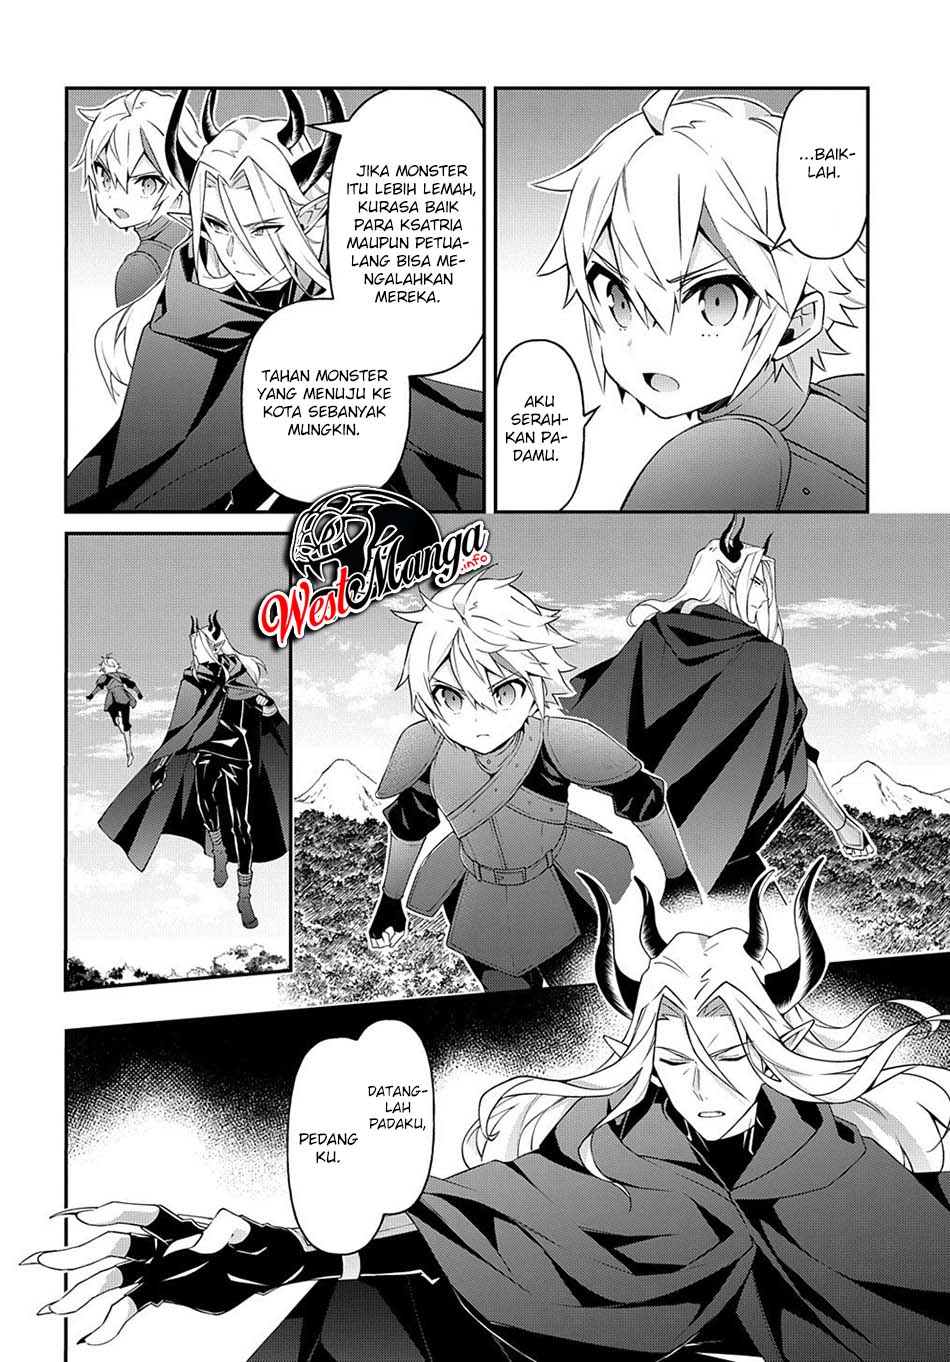 ...BAIK-
LAH.
AKU
SERAH-
KAN PA-
DAMU.
JIKA MONSTER
ITU LEBIH LEMAH,
KURASA BAIK
PARA KSATRIA
MAUPUN PETUA-
LANG BISA ME-
NGALAHKAN
MEREKA.
TAHAN MONSTER
YANG MENUJU KE
KOTA SEBANYAK
MUNGKIN.
WestManga
.info
DATANG-
LAH
PADAKU,
PEDANG
KU.